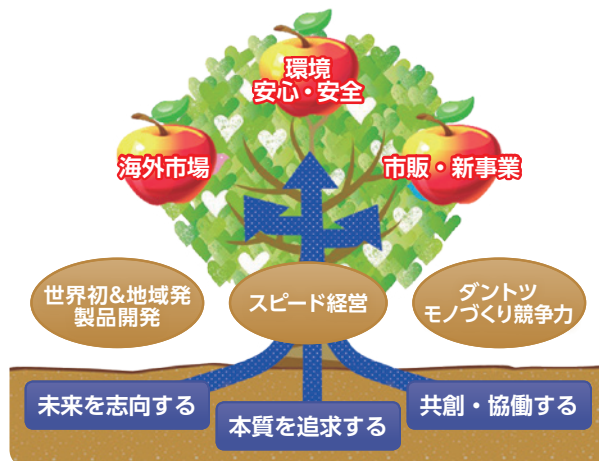 環境
安心・安全
海外市場
市販・新事業
世界初&地域発
製品開発
スピード経営
ダントツ
モノづくり競争力
未来を志向する
本質を追求する
共創・協働する